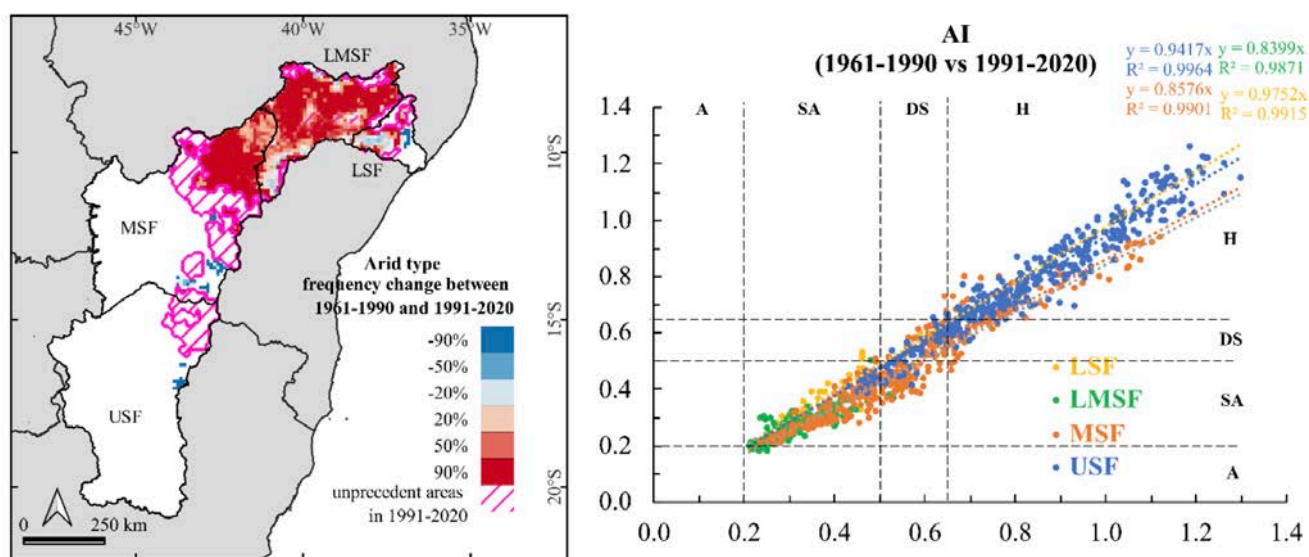 45°W 40°W 35°W
LMSF
10°S
LSF
MSF
Arid type
frequency change between
1961-1990 and 1991-2020
-90%
-50%
-20%
20%
50%
90%
unprecedent areas
in 1991-2020
15°S
USF
20°S
0 250 km
AI
(1961-1990 vs 1991-2020)
y = 0.9417x y = 0.8399x
R² = 0.9964 R² = 0.9871
y = 0.8576x y = 0.9752x
R² = 0.9901 R² = 0.9915
A SA DS H
1.4
1.2
1.0
0.8
0.6
0.4
0.2
0.0
H
DS
SA
A
LSF
LMSF
MSF
USF
0.0 0.2 0.4 0.6 0.8 1.0 1.2 1.4